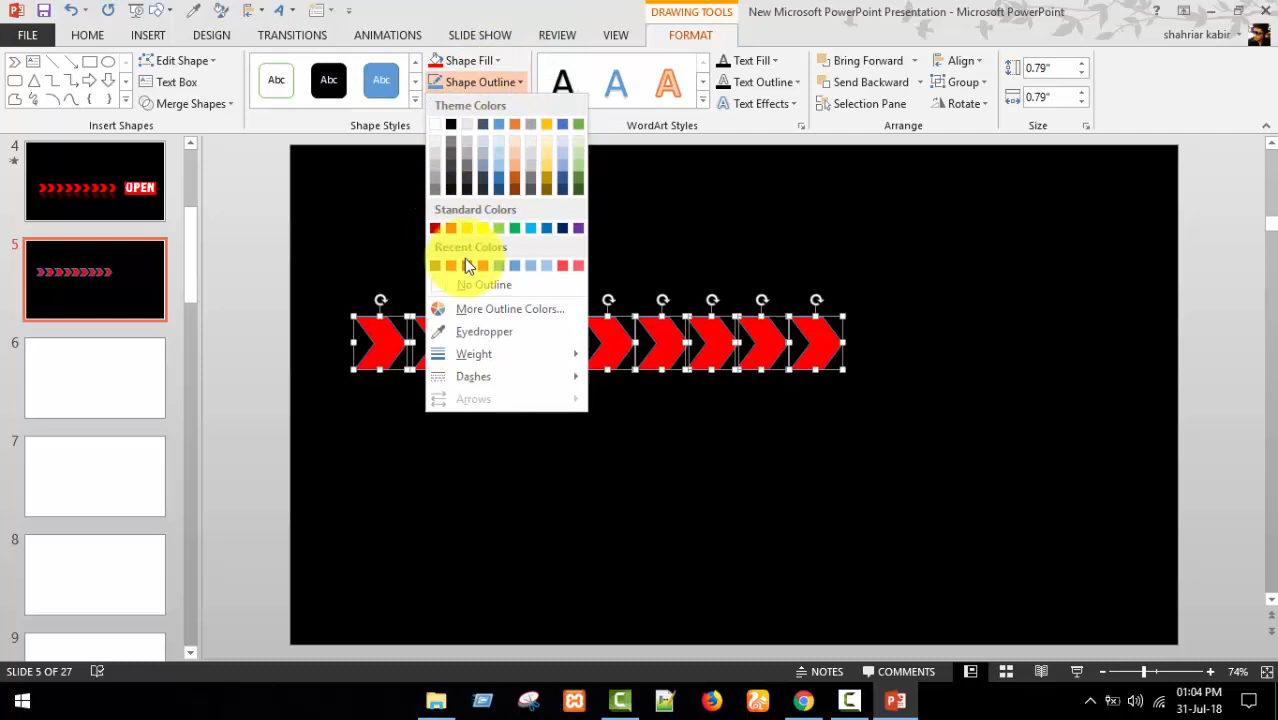 DRAWING TOOLS
New Microsoft PowerPoint Presentation - Microsoft PowerPoint
?
FILE HOME INSERT DESIGN TRANSITIONS ANIMATIONS SLIDE SHOW REVIEW VIEW FORMAT shahriar kabir
Edit Shape
Text Box
Merge Shapes
Insert Shapes
Abc Abc Abc
Shape Fill
Shape Outline
Shape Styles
A A A
Text Fill
Text Outline
Text Effects
WordArt Styles
Bring Forward
Send Backward
Selection Pane
Align
Group
Rotate
Arrange
0.79"
0.79"
Size
Theme Colors
Standard Colors
Recent Colors
No Outline
More Outline Colors...
Eyedropper
Weight
Dashes
Arrows
4
OPEN
5
6
7
8
9
SLIDE 5 OF 27
NOTES
COMMENTS
74%
01:04 PM
31-Jul-18